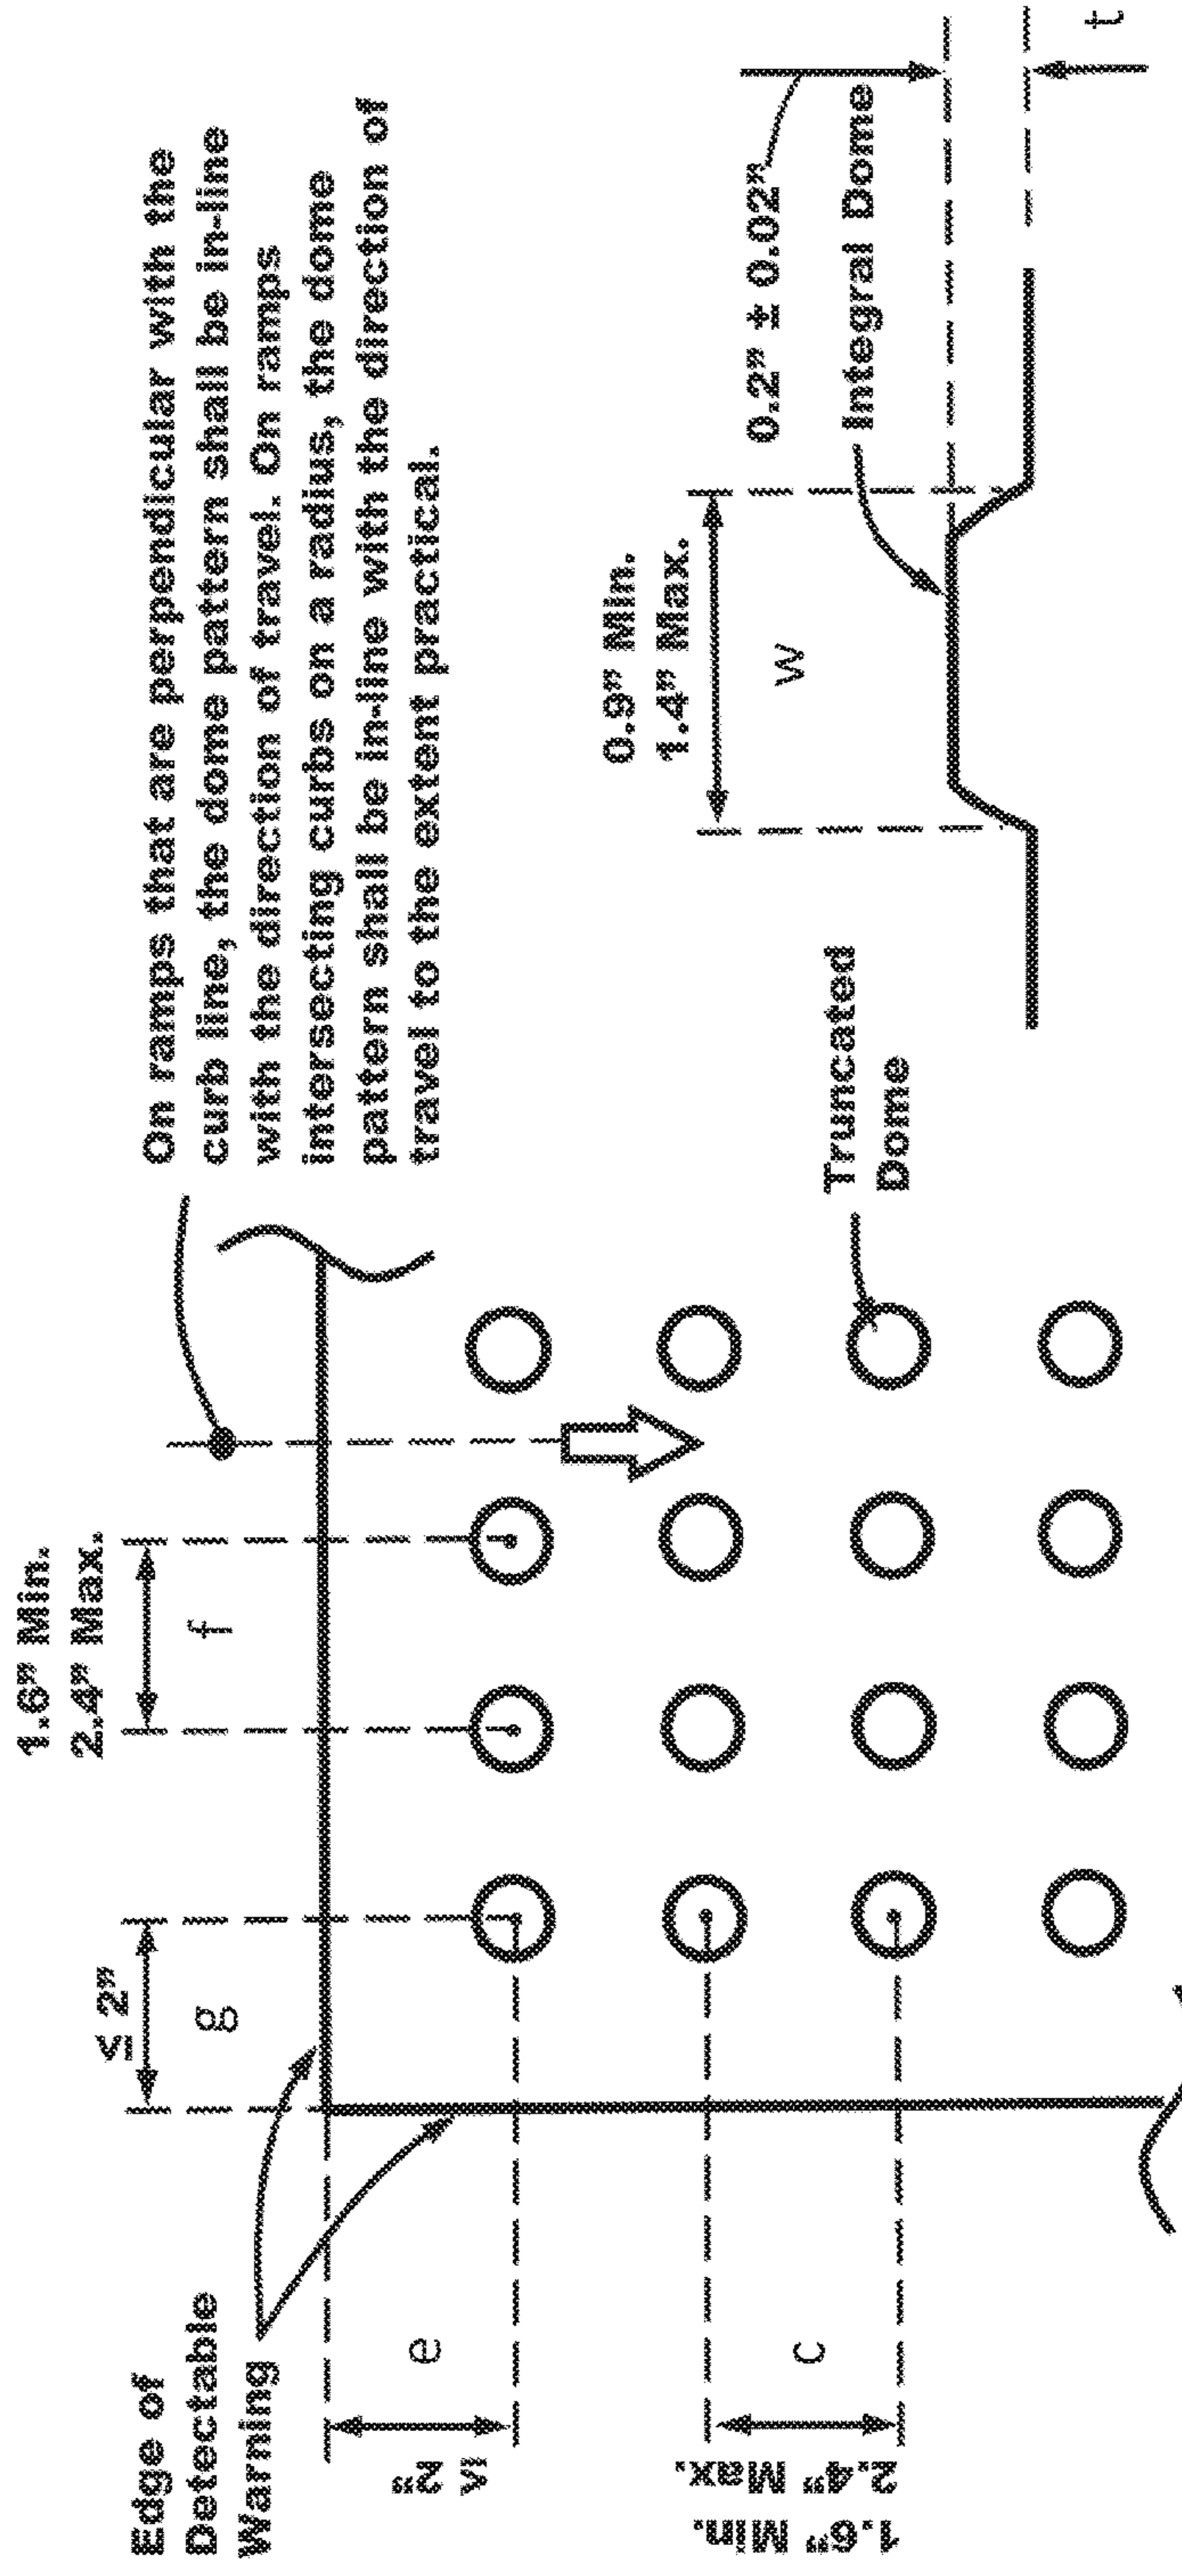 Edge of
Detectable
Warning
≤ 2”
g
1.6” Min.
2.4” Max.
f
On ramps that are perpendicular with the
curb line, the dome pattern shall be in-line
with the direction of travel. On ramps
intersecting curbs on a radius, the dome
pattern shall be in-line with the direction of
travel to the extent practical.
≤ 2”
e
1.6” Min.
2.4” Max.
c
Truncated
Dome
0.9” Min.
1.4” Max.
w
0.2” ± 0.02”
Integral Dome
t